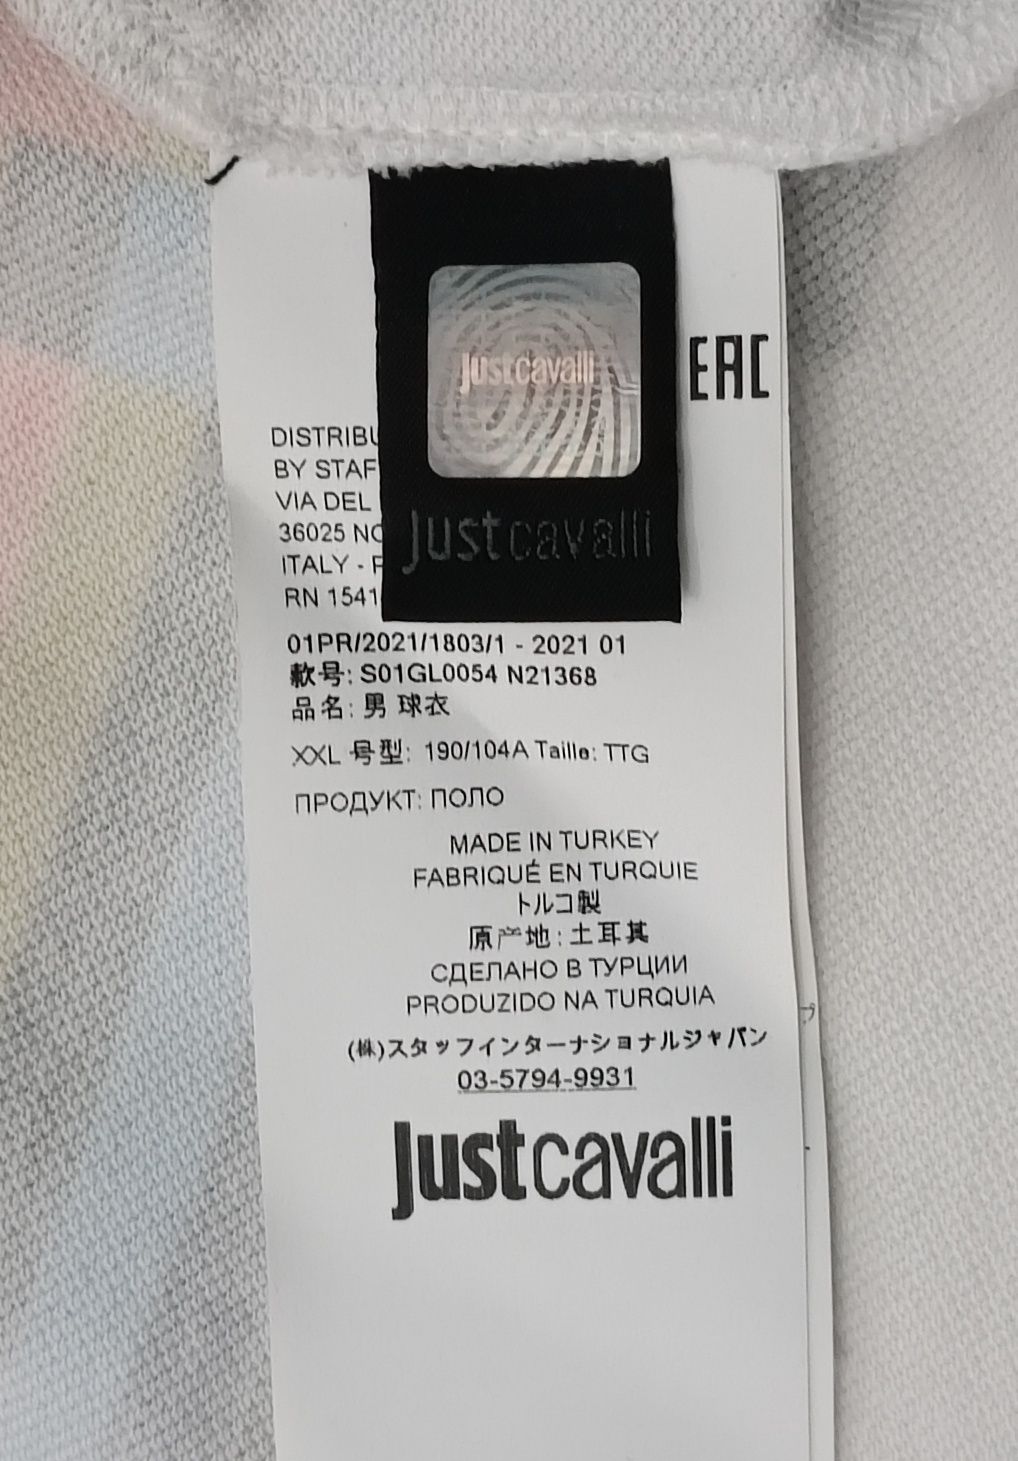 justcavalli
EAC
justcavalli
DISTRIBU
BY STAF
VIA DEL
36025 NO
ITALY - P
RN 1541
01PR/2021/1803/1 - 2021 01
款号: S01GL0054 N21368
品名: 男 球衣
XXL 号型: 190/104A Taille: TTG
ПРОДУКТ: ПОЛО
MADE IN TURKEY
FABRIQUÉ EN TURQUIE
トルコ製
原产地: 土耳其
СДЕЛАНО В ТУРЦИИ
PRODUZIDO NA TURQUIA
(株)スタッフインターナショナルジャパン
03-5794-9931
justcavalli